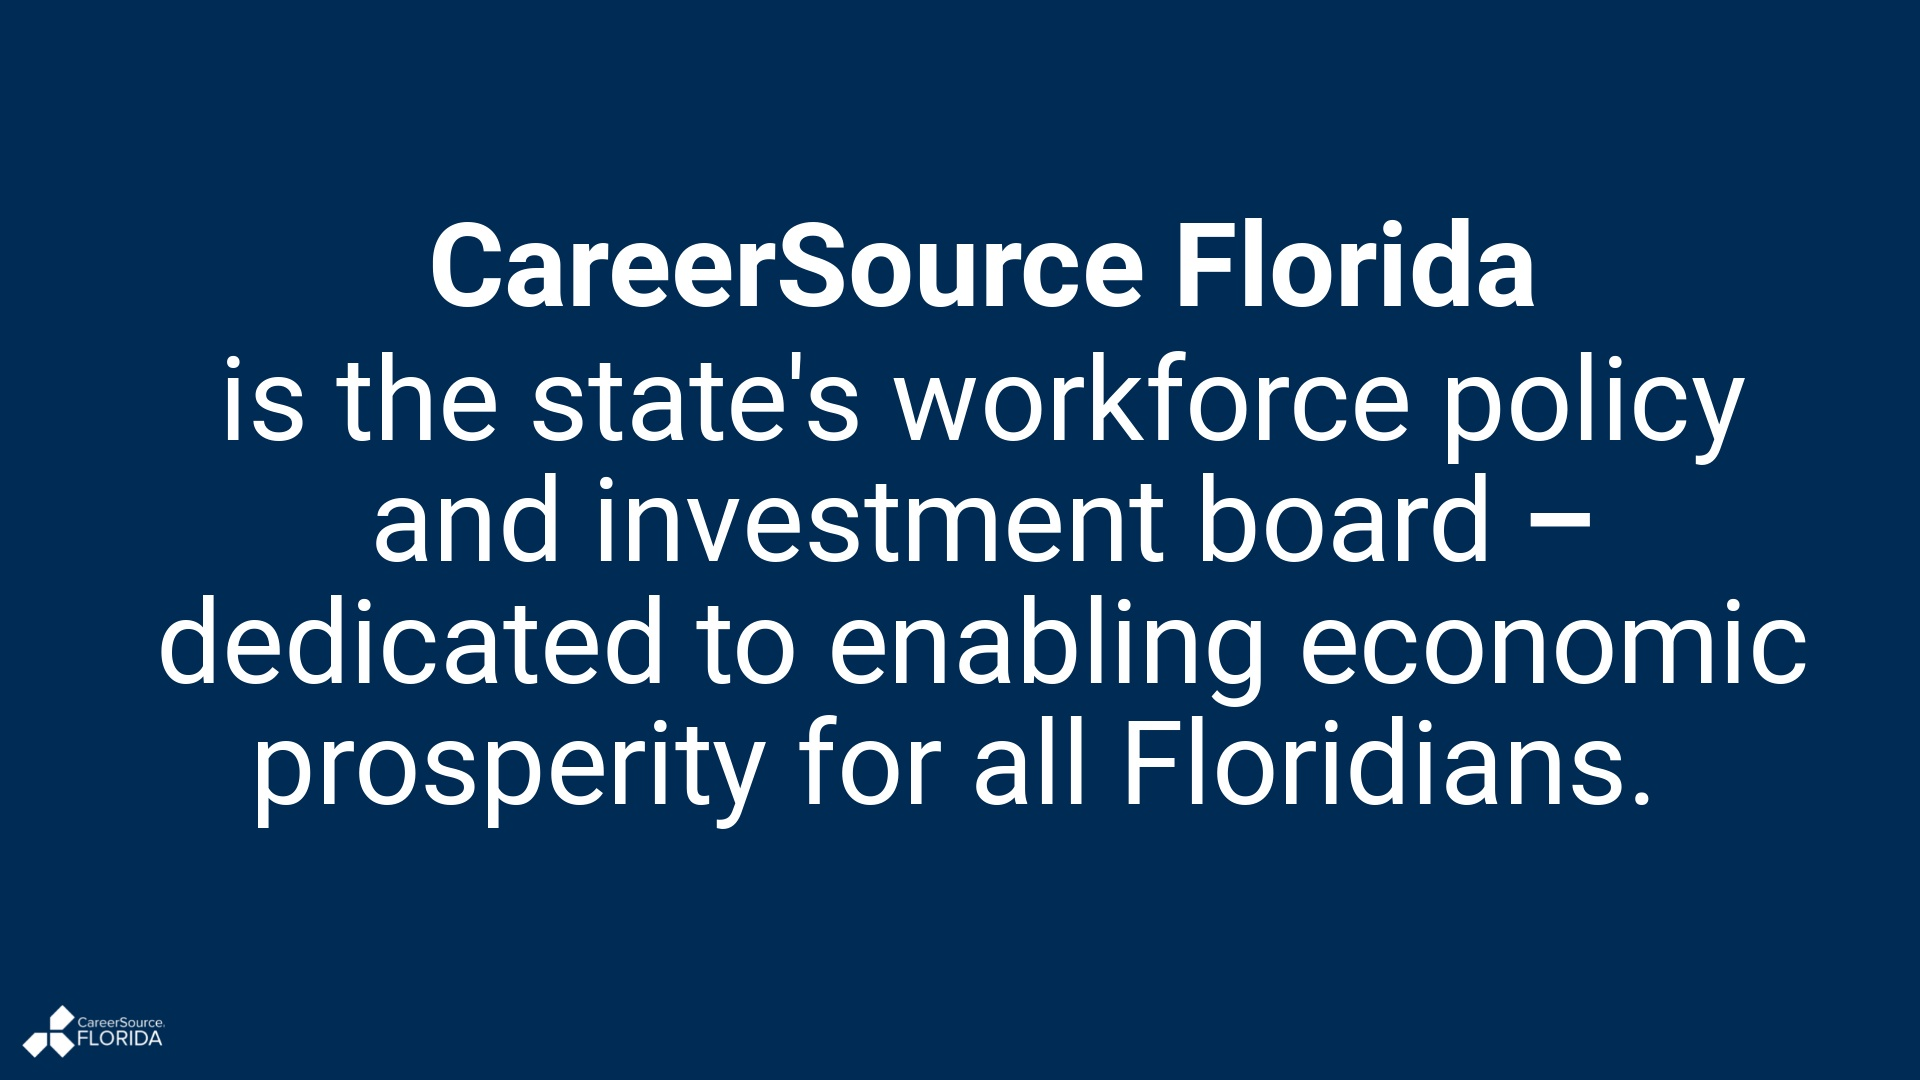 CareerSource Florida
is the state's workforce policy
and investment board –
dedicated to enabling economic
prosperity for all Floridians.
CareerSource.
FLORIDA